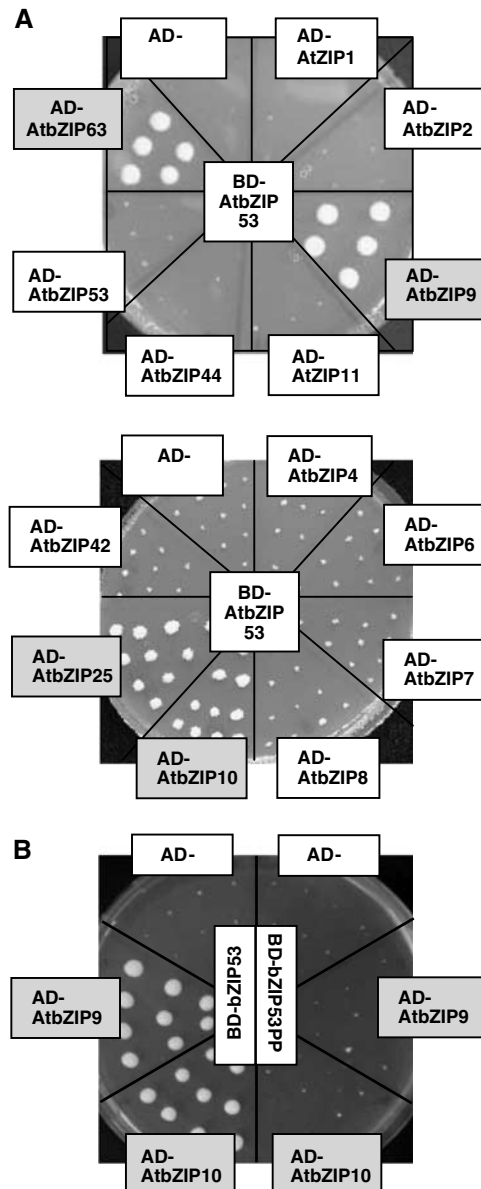 A
AD-
AD-
AtZIP1
AD-
AtbZIP63
AD-
AtbZIP2
BD-
AtbZIP
53
AD-
AtbZIP53
AD-
AtbZIP9
AD-
AtbZIP44
AD-
AtZIP11
AD-
AD-
AtbZIP4
AD-
AtbZIP42
AD-
AtbZIP6
BD-
AtbZIP
53
AD-
AtbZIP25
AD-
AtbZIP7
AD-
AtbZIP10
AD-
AtbZIP8
B
AD-
AD-
BD-bZIP53
BD-bZIP53PP
AD-
AtbZIP9
AD-
AtbZIP9
AD-
AtbZIP10
AD-
AtbZIP10